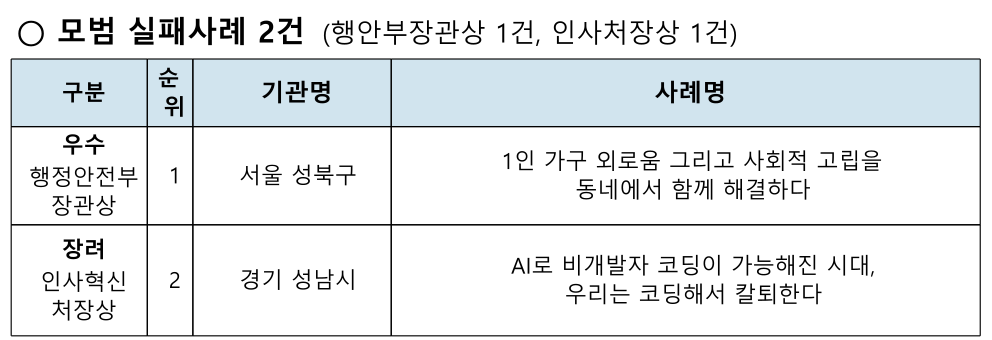 ○ 모범 실패사례 2건 (행안부장관상 1건, 인사처장상 1건)
구분
순
위
기관명
사례명
우수
행정안전부
장관상
1
서울 성북구
1인 가구 외로움 그리고 사회적 고립을
동네에서 함께 해결하다
장려
인사혁신
처장상
2
경기 성남시
AI로 비개발자 코딩이 가능해진 시대,
우리는 코딩해서 칼퇴한다